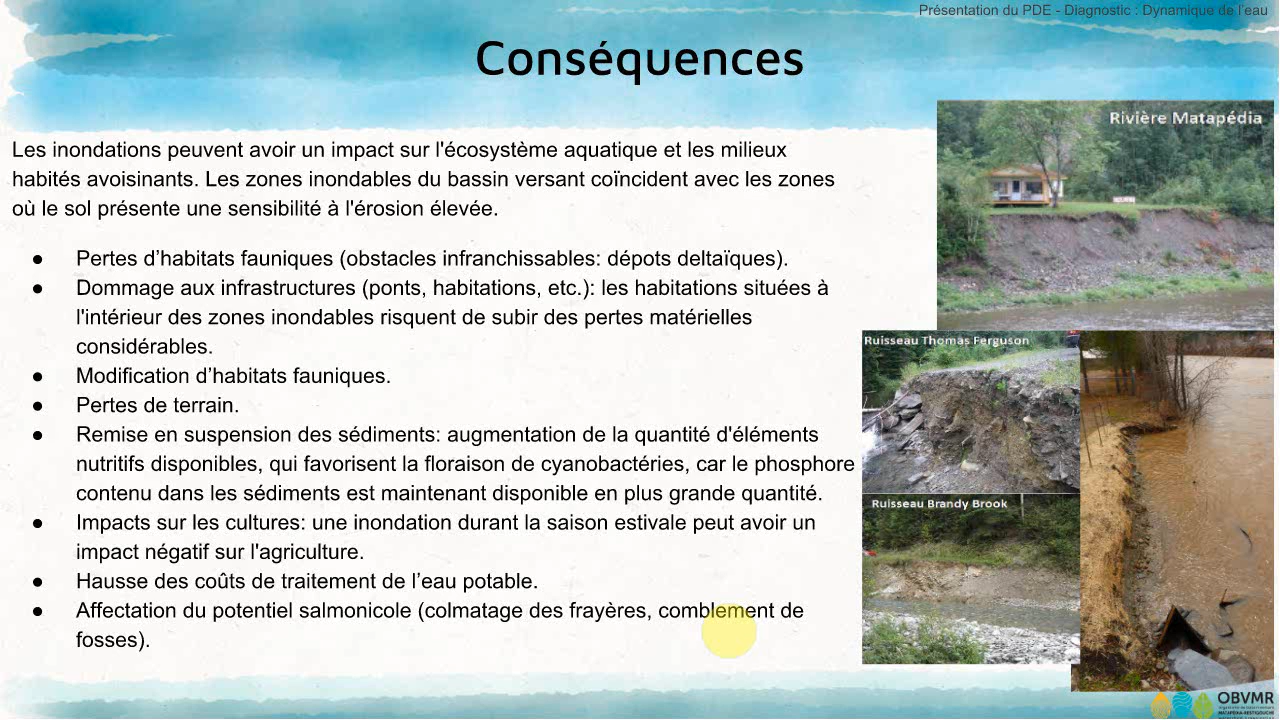 Présentation du PDE - Diagnostic : Dynamique de l'eau
Conséquences
Les inondations peuvent avoir un impact sur l'écosystème aquatique et les milieux
habités avoisinants. Les zones inondables du bassin versant coïncident avec les zones
où le sol présente une sensibilité à l'érosion élevée.
● Pertes d’habitats fauniques (obstacles infranchissables: dépots deltaïques).
● Dommage aux infrastructures (ponts, habitations, etc.): les habitations situées à
l'intérieur des zones inondables risquent de subir des pertes matérielles
considérables.
● Modification d’habitats fauniques.
● Pertes de terrain.
● Remise en suspension des sédiments: augmentation de la quantité d'éléments
nutritifs disponibles, qui favorisent la floraison de cyanobactéries, car le phosphore
contenu dans les sédiments est maintenant disponible en plus grande quantité.
● Impacts sur les cultures: une inondation durant la saison estivale peut avoir un
impact négatif sur l'agriculture.
● Hausse des coûts de traitement de l’eau potable.
● Affectation du potentiel salmonicole (colmatage des frayères, comblement de
fosses).
Rivière Matapédia
Ruisseau Thomas Ferguson
Ruisseau Brandy Brook
OBVMR
MATAPÉDIA-RESTIGOUCHE